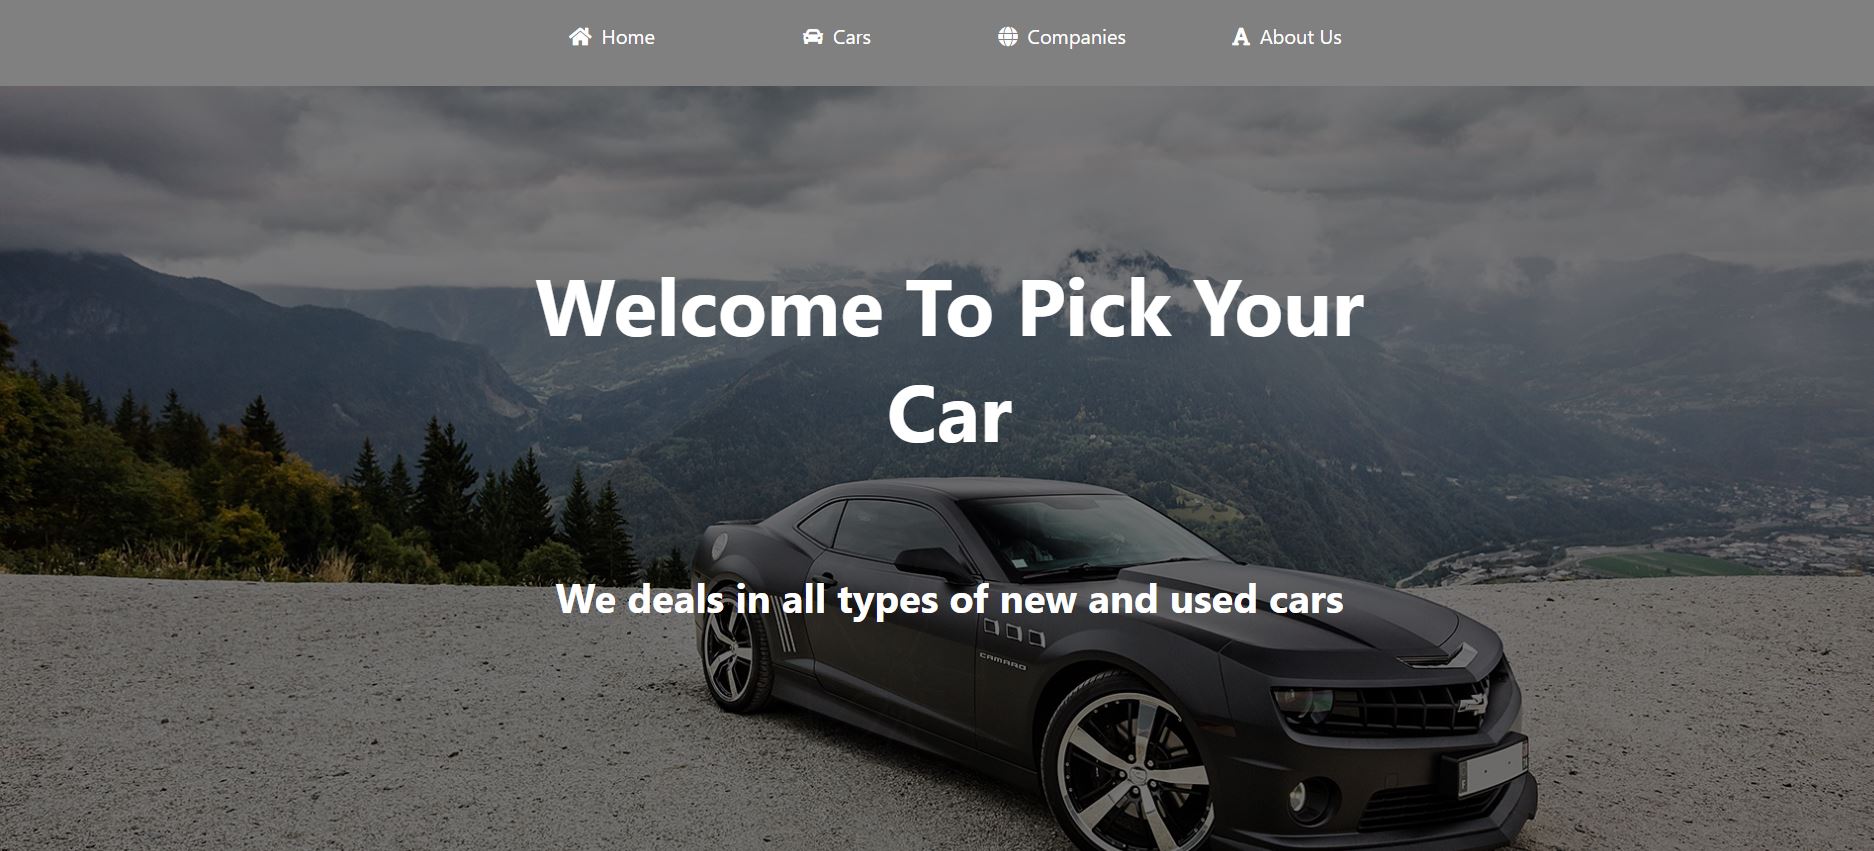 Home
Cars
Companies
About Us
Welcome To Pick Your
Car
We deals in all types of new and used cars
CAMARO